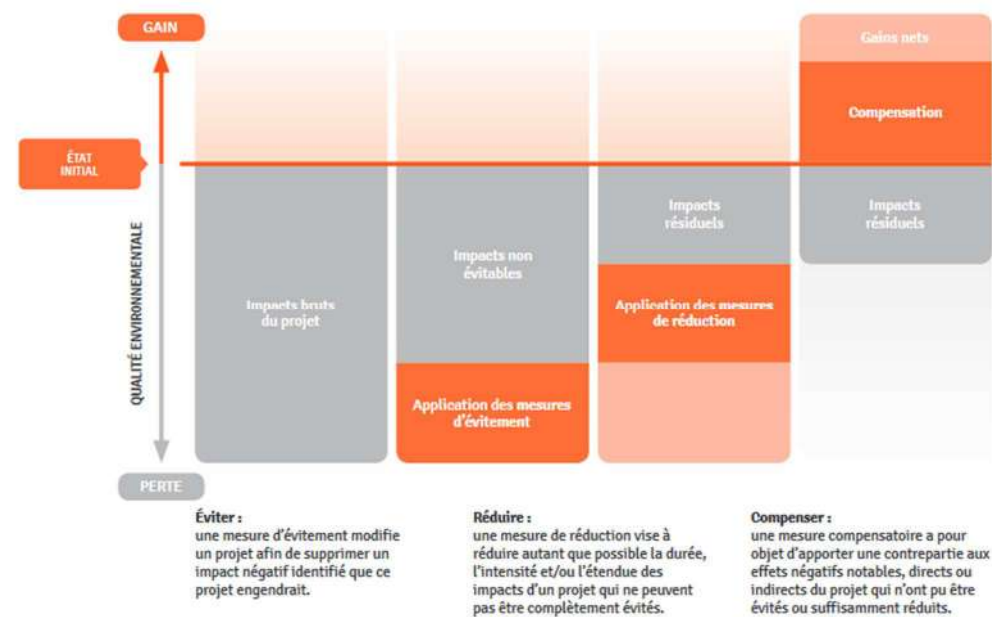 GAIN
Gains nets
Compensation
ÉTAT
INITIAL
Impacts
résiduels
Impacts
résiduels
Impacts non
évitables
Impacts bruts
du projet
Application des mesures
de réduction
Application des mesures
d'évitement
QUALITÉ ENVIRONNEMENTALE
PERTE
Éviter :
une mesure d'évitement modifie
un projet afin de supprimer un
impact négatif identifié que ce
projet engendrait.
Réduire :
une mesure de réduction vise à
réduire autant que possible la durée,
l'intensité et/ou l'étendue des
impacts d'un projet qui ne peuvent
pas être complètement évités.
Compenser :
une mesure compensatoire a pour
objet d'apporter une contrepartie aux
effets négatifs notables, directs ou
indirects du projet qui n'ont pu être
évités ou suffisamment réduits.